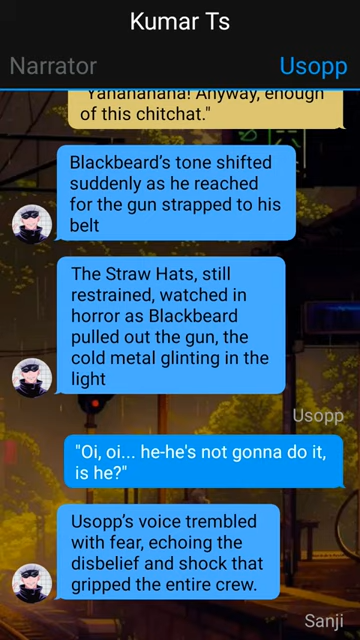 Kumar Ts
Narrator
Usopp
"Yahahahaha! Anyway, enough
of this chitchat."
Blackbeard's tone shifted
suddenly as he reached
for the gun strapped to his
belt
The Straw Hats, still
restrained, watched in
horror as Blackbeard
pulled out the gun, the
cold metal glinting in the
light
Usopp
"Oi, oi... he-he's not gonna do it,
is he?"
Usopp's voice trembled
with fear, echoing the
disbelief and shock that
gripped the entire crew.
Sanji